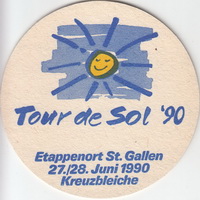 Tour de Sol '90
Etappenort St. Gallen
27./28. Juni 1990
Kreuzbleiche